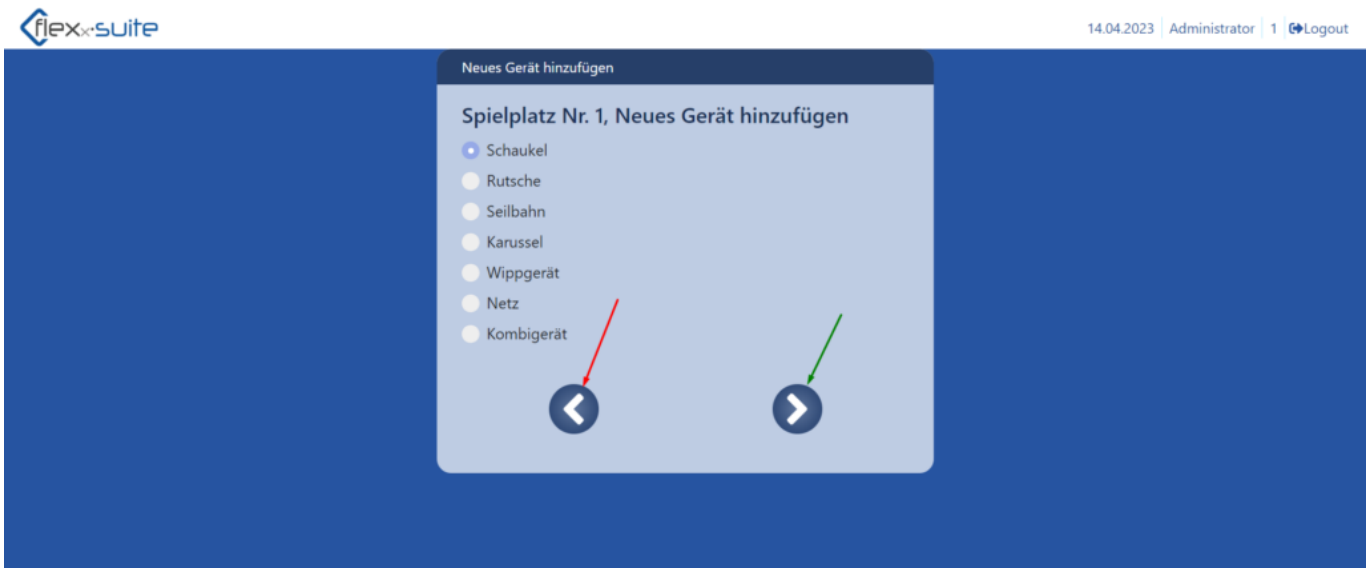 flexx·suite
14.04.2023 Administrator 1 Logout
Neues Gerät hinzufügen
Spielplatz Nr. 1, Neues Gerät hinzufügen
Schaukel
Rutsche
Seilbahn
Karussel
Wippgerät
Netz
Kombigerät